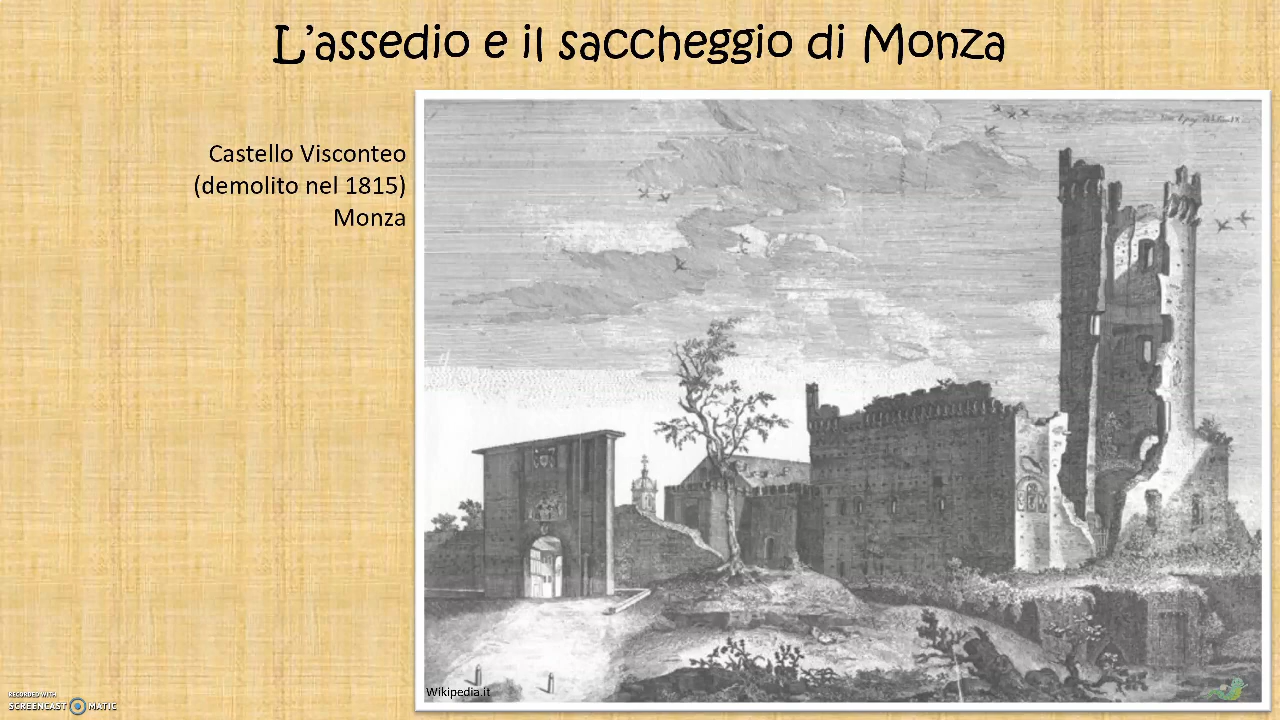 L'assedio e il saccheggio di Monza
Castello Visconteo
(demolito nel 1815)
Monza
Wikipedia.it
RECORDED WITH
SCREENCAST MATIC